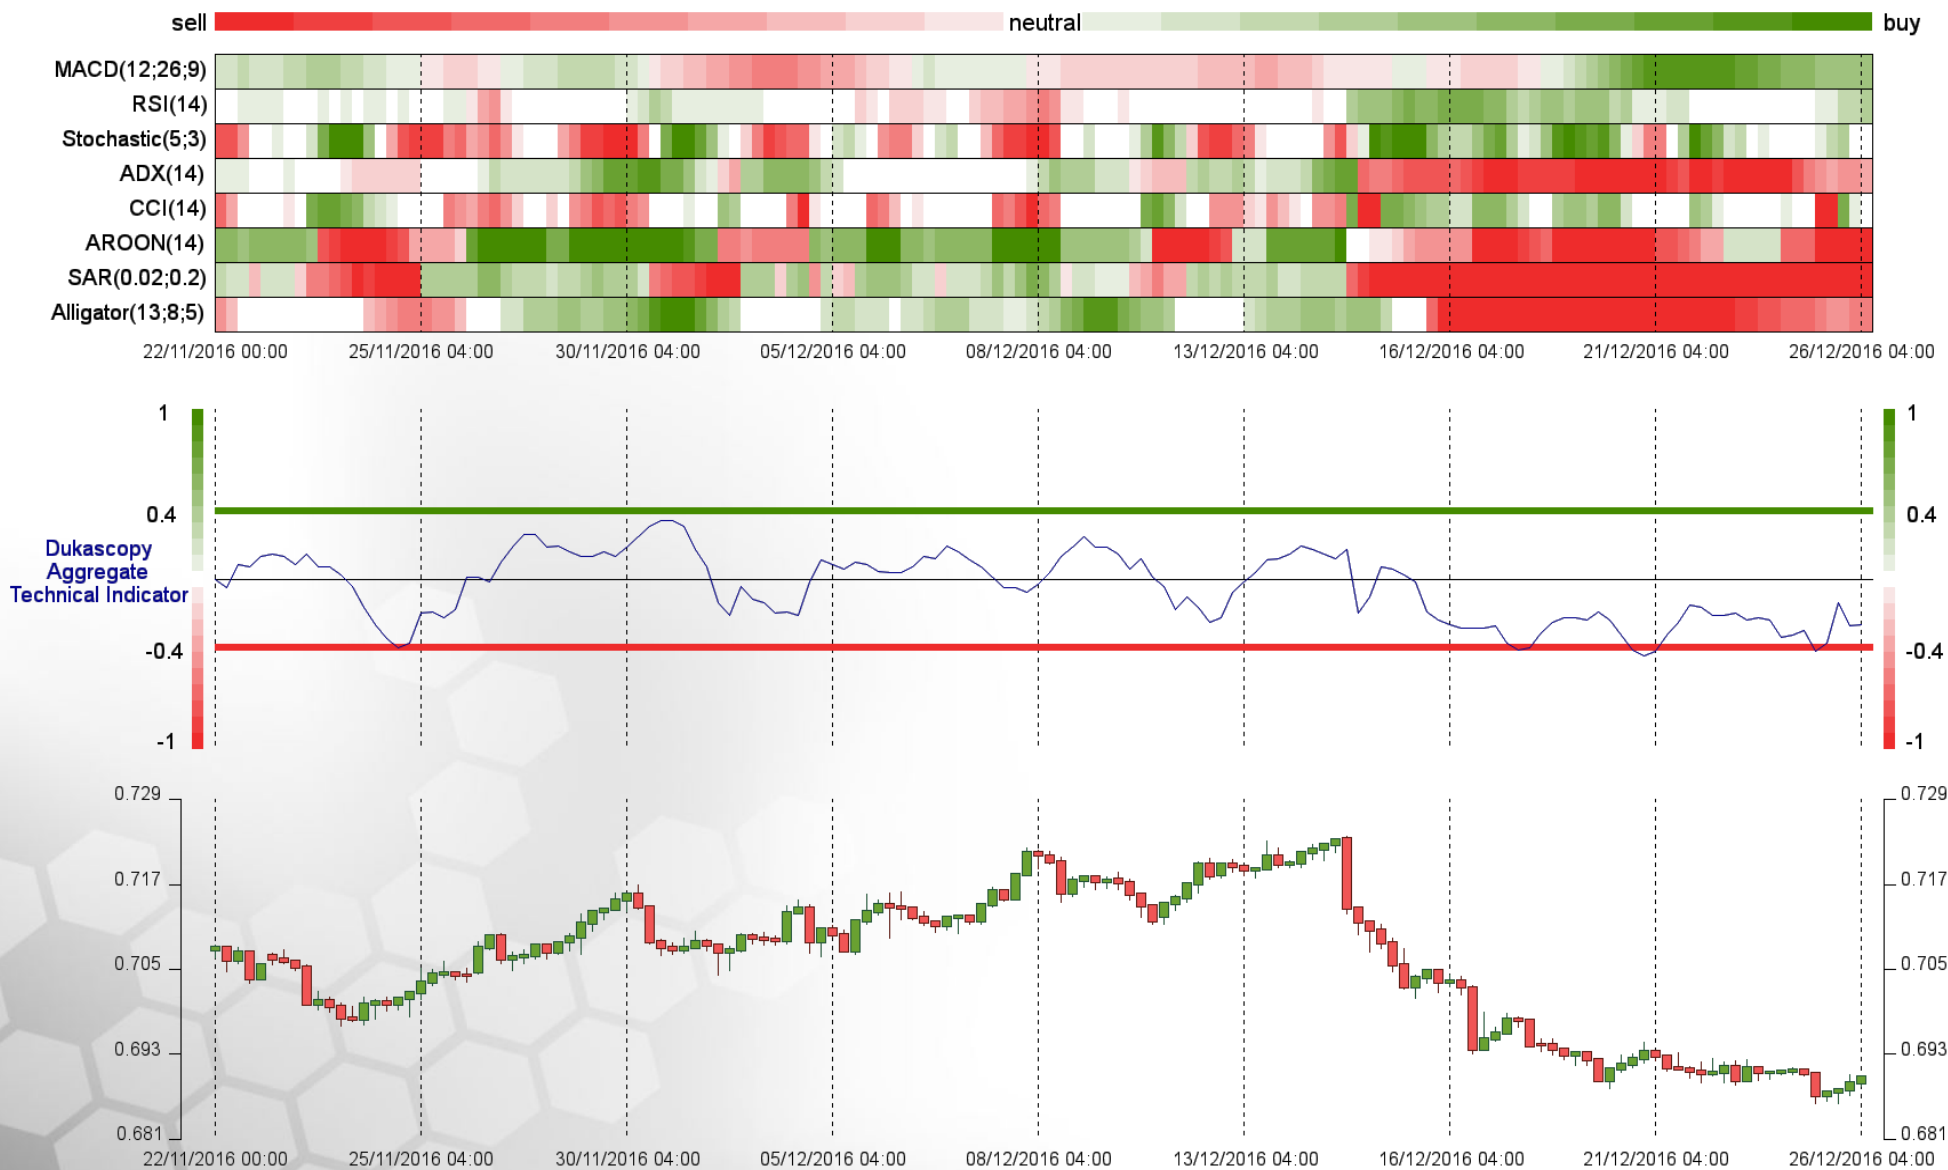 sell neutral buy
MACD(12;26;9)
RSI(14)
Stochastic(5;3)
ADX(14)
CCI(14)
AROON(14)
SAR(0.02;0.2)
Alligator(13;8;5)
22/11/2016 00:00 25/11/2016 04:00 30/11/2016 04:00 05/12/2016 04:00 08/12/2016 04:00 13/12/2016 04:00 16/12/2016 04:00 21/12/2016 04:00 26/12/2016 04:00
1 1
0.4 0.4
Dukascopy
Aggregate
Technical Indicator
-0.4 -0.4
-1 -1
0.729 0.729
0.717 0.717
0.705 0.705
0.693 0.693
0.681 0.681
22/11/2016 00:00 25/11/2016 04:00 30/11/2016 04:00 05/12/2016 04:00 08/12/2016 04:00 13/12/2016 04:00 16/12/2016 04:00 21/12/2016 04:00 26/12/2016 04:00